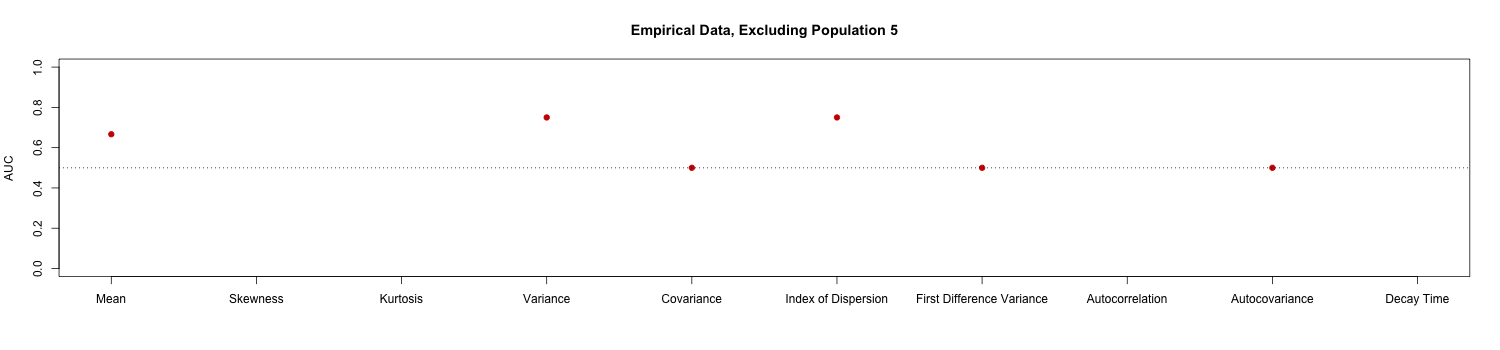 Empirical Data, Excluding Population 5
AUC
1.0
0.8
0.6
0.4
0.2
0.0
Mean Skewness Kurtosis Variance Covariance Index of Dispersion First Difference Variance Autocorrelation Autocovariance Decay Time